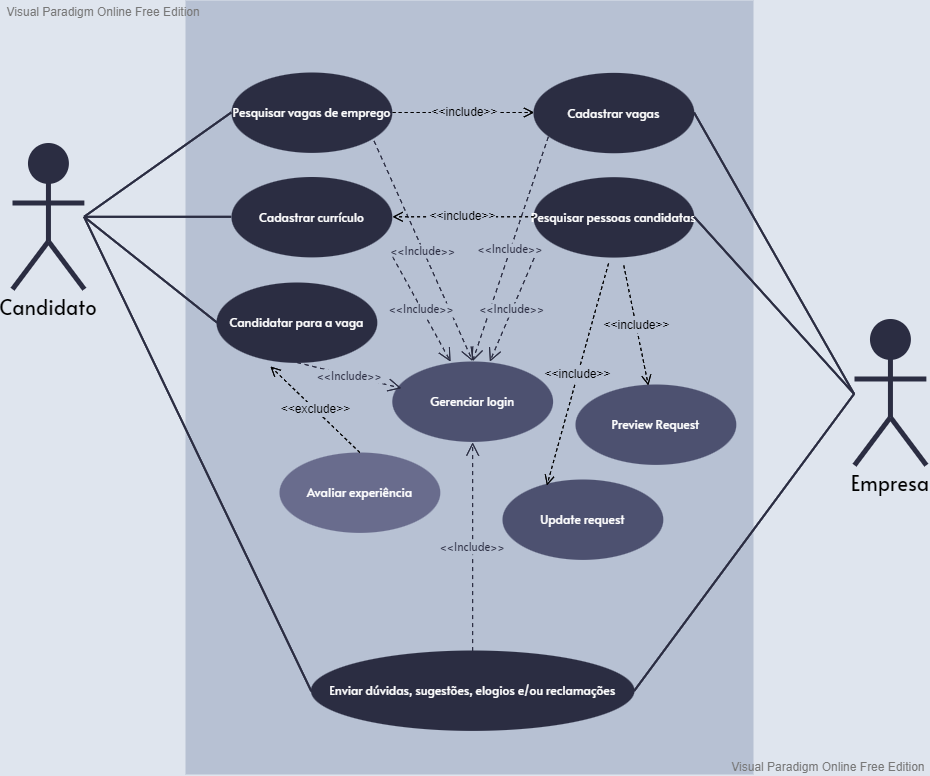 Visual Paradigm Online Free Edition
Pesquisar vagas de emprego
<<include>>
Cadastrar vagas
Cadastrar currículo
<<include>>
Pesquisar pessoas candidatas
<<Include>>
<<Include>>
Candidato
<<Include>>
<<Include>>
Candidatar para a vaga
<<include>>
<<Include>>
<<include>>
<<exclude>>
Gerenciar login
Preview Request
Empresa
Avaliar experiência
Update request
<<Include>>
Enviar dúvidas, sugestões, elogios e/ou reclamações
Visual Paradigm Online Free Edition